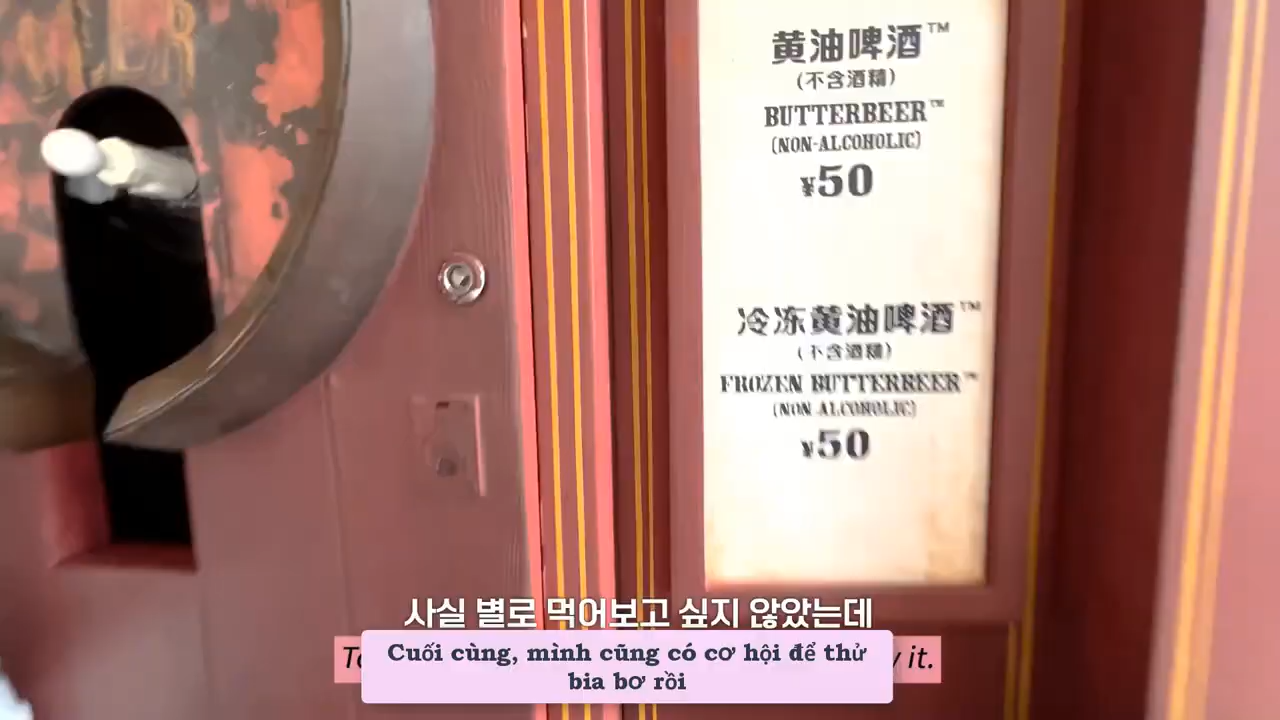 黄油啤酒™
(不含酒精)
BUTTERBEER™
(NON-ALCOHOLIC)
¥50
冷冻黄油啤酒™
(不含酒精)
FROZEN BUTTERBEER™
(NON-ALCOHOLIC)
¥50
사실 별로 먹어보고 싶지 않았는데
it.
Cuối cùng, mình cũng có cơ hội để thử
bia bơ rồi